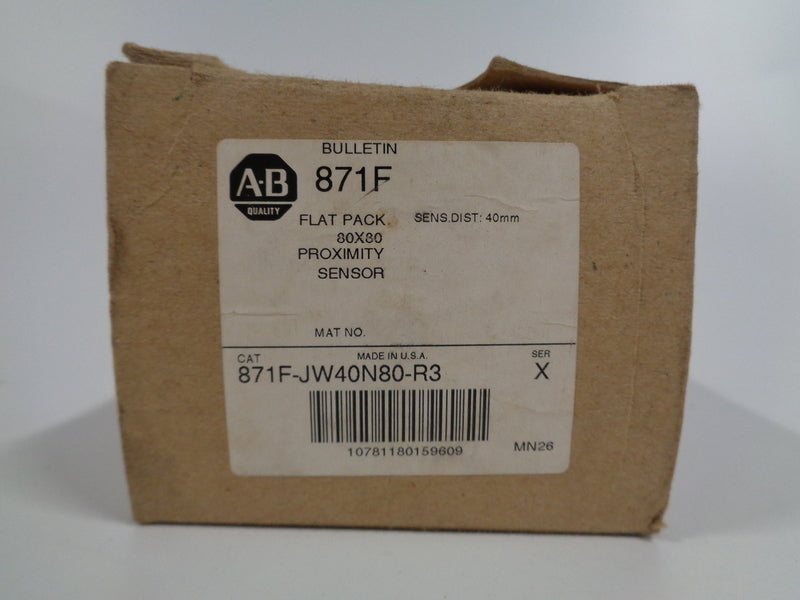 BULLETIN
A-B
QUALITY
871F
FLAT PACK SENS.DIST: 40mm
80X80
PROXIMITY
SENSOR
MAT NO.
CAT MADE IN U.S.A. SER
871F-JW40N80-R3 X
10781180159609 MN26